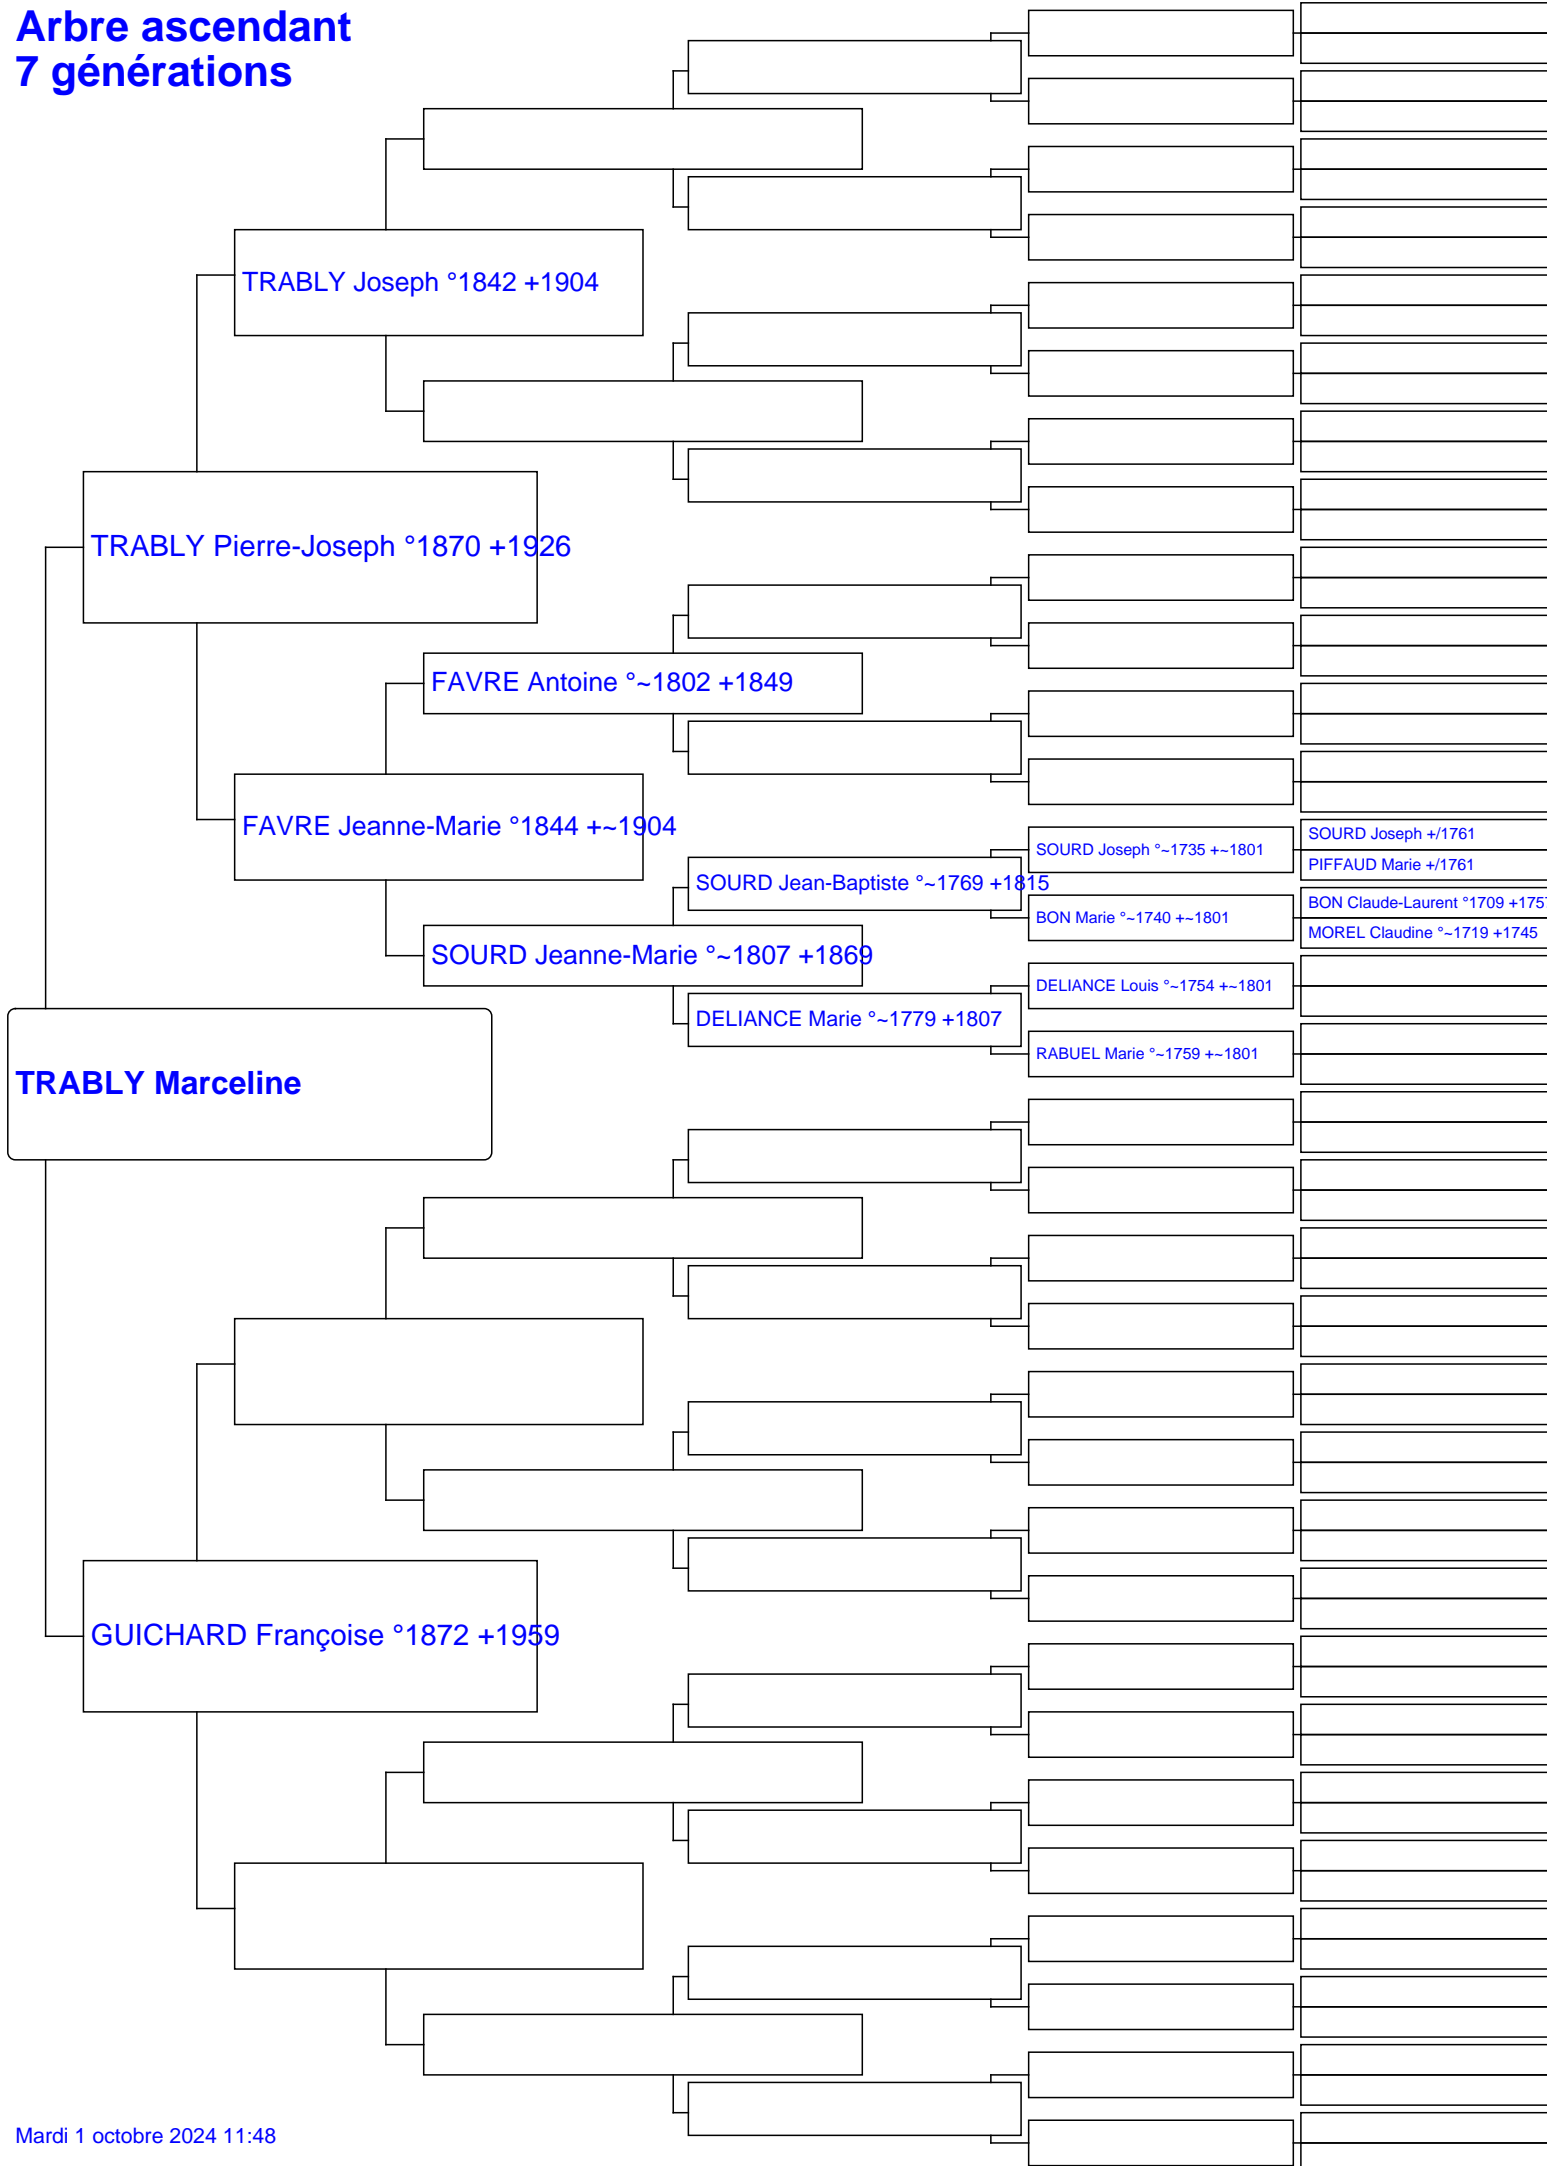 Arbre ascendant
7 générations
TRABLY Joseph °1842 +1904
TRABLY Pierre-Joseph °1870 +1926
FAVRE Antoine °~1802 +1849
FAVRE Jeanne-Marie °1844 +~1904
SOURD Joseph °~1735 +~1801
SOURD Joseph +/1761
PIFFAUD Marie +/1761
SOURD Jean-Baptiste °~1769 +1815
BON Marie °~1740 +~1801
BON Claude-Laurent °1709 +1757
MOREL Claudine °~1719 +1745
SOURD Jeanne-Marie °~1807 +1869
DELIANCE Louis °~1754 +~1801
DELIANCE Marie °~1779 +1807
RABUEL Marie °~1759 +~1801
TRABLY Marceline
GUICHARD Françoise °1872 +1959
Mardi 1 octobre 2024 11:48